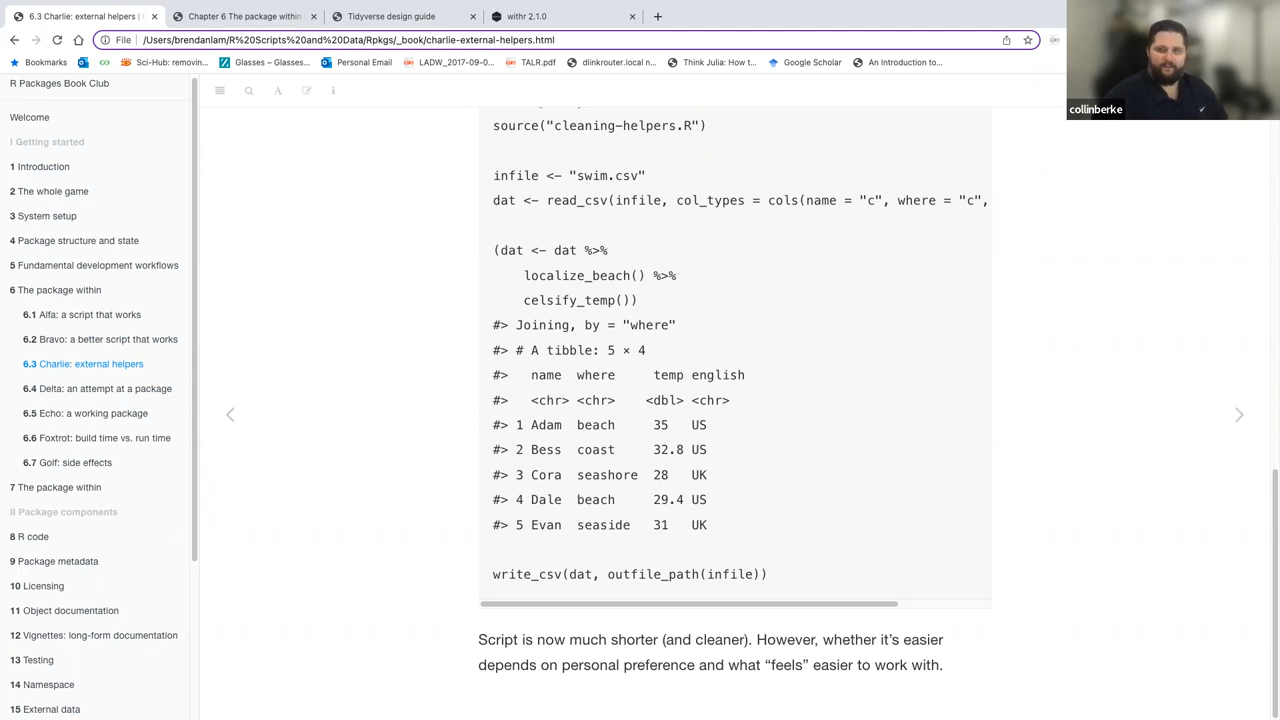 6.3 Charlie: external helpers |
Chapter 6 The package within
Tidyverse design guide
withr 2.1.0
File
/Users/brendanlam/R%20Scripts%20and%20Data/Rpkgs/_book/charlie-external-helpers.html
Bookmarks
Sci-Hub: removin...
Glasses – Glasses...
Personal Email
LADW_2017-09-0...
TALR.pdf
dlinkrouter.local n...
Think Julia: How t...
Google Scholar
An Introduction to...
collinberke
R Packages Book Club
Welcome
I Getting started
1 Introduction
2 The whole game
3 System setup
4 Package structure and state
5 Fundamental development workflows
6 The package within
6.1 Alfa: a script that works
6.2 Bravo: a better script that works
6.3 Charlie: external helpers
6.4 Delta: an attempt at a package
6.5 Echo: a working package
6.6 Foxtrot: build time vs. run time
6.7 Golf: side effects
7 The package within
II Package components
8 R code
9 Package metadata
10 Licensing
11 Object documentation
12 Vignettes: long-form documentation
13 Testing
14 Namespace
15 External data
source("cleaning-helpers.R")
infile <- "swim.csv"
dat <- read_csv(infile, col_types = cols(name = "c", where = "c",
(dat <- dat %>%
localize_beach() %>%
celsify_temp())
#> Joining, by = "where"
#> # A tibble: 5 × 4
#>   name  where     temp english
#>   <chr> <chr>    <dbl> <chr>
#> 1 Adam  beach     35   US
#> 2 Bess  coast     32.8 US
#> 3 Cora  seashore  28   UK
#> 4 Dale  beach     29.4 US
#> 5 Evan  seaside   31   UK
write_csv(dat, outfile_path(infile))
Script is now much shorter (and cleaner). However, whether it's easier
depends on personal preference and what “feels” easier to work with.